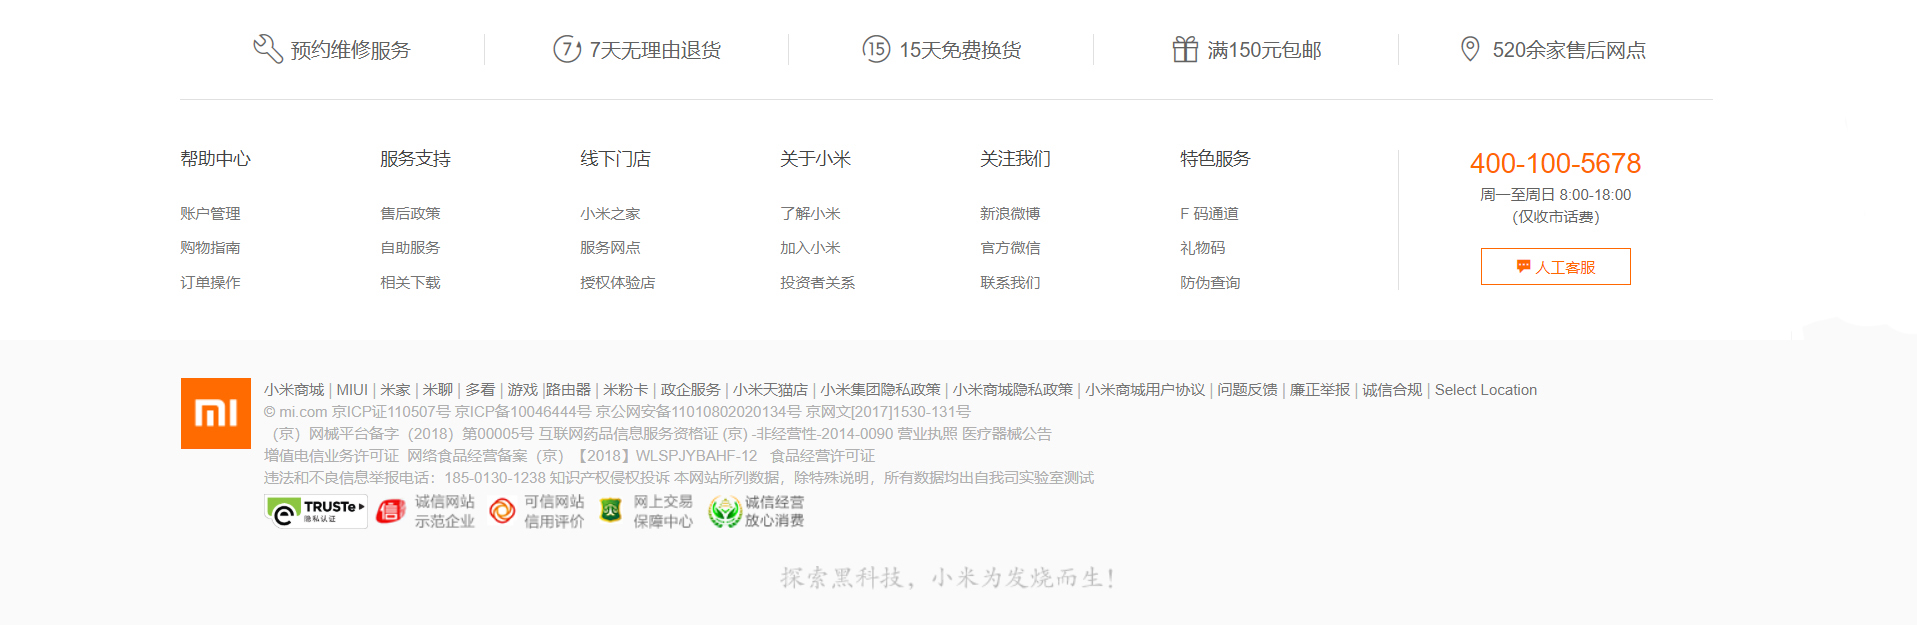 预约维修服务
7 7天无理由退货
15 15天免费换货
满150元包邮
520余家售后网点
帮助中心
账户管理
购物指南
订单操作
服务支持
售后政策
自助服务
相关下载
线下门店
小米之家
服务网点
授权体验店
关于小米
了解小米
加入小米
投资者关系
关注我们
新浪微博
官方微信
联系我们
特色服务
F 码通道
礼物码
防伪查询
400-100-5678
周一至周日 8:00-18:00
（仅收市话费）
人工客服
mi
小米商城 | MIUI | 米家 | 米聊 | 多看 | 游戏 |路由器 | 米粉卡 | 政企服务 | 小米天猫店 | 小米集团隐私政策 | 小米商城隐私政策 | 小米商城用户协议 | 问题反馈 | 廉正举报 | 诚信合规 | Select Location
© mi.com 京ICP证110507号 京ICP备10046444号 京公网安备11010802020134号 京网文[2017]1530-131号
（京）网械平台备字（2018）第00005号 互联网药品信息服务资格证 (京) -非经营性-2014-0090 营业执照 医疗器械公告
增值电信业务许可证 网络食品经营备案（京）【2018】WLSPJYBAHF-12 食品经营许可证
违法和不良信息举报电话：185-0130-1238 知识产权侵权投诉 本网站所列数据，除特殊说明，所有数据均出自我司实验室测试
TRUSTe
隐私认证
信
诚信网站
示范企业
可信网站
信用评价
网上交易
保障中心
诚信经营
放心消费
探索黑科技，小米为发烧而生！